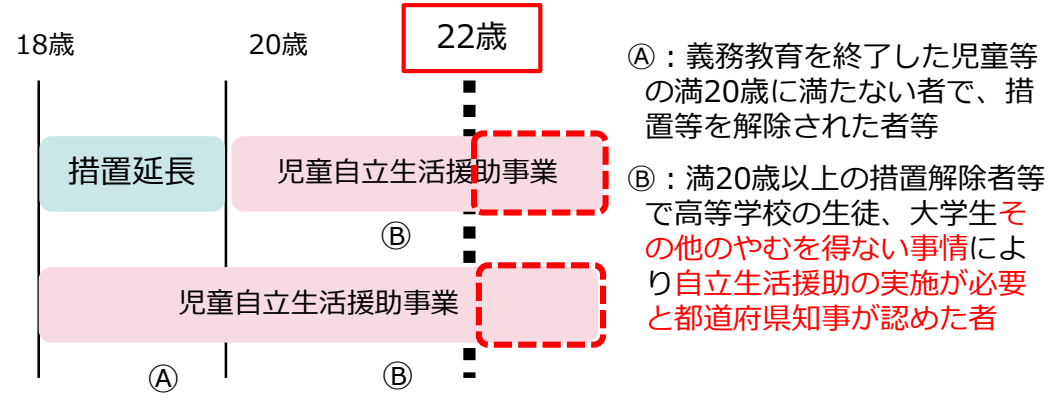 18歳
20歳
22歳
措置延長
児童自立生活援助事業
Ⓑ
児童自立生活援助事業
Ⓐ
Ⓑ
Ⓐ：義務教育を終了した児童等
の満20歳に満たない者で、措
置等を解除された者等
Ⓑ：満20歳以上の措置解除者等
で高等学校の生徒、大学生そ
の他のやむを得ない事情によ
り自立生活援助の実施が必要
と都道府県知事が認めた者